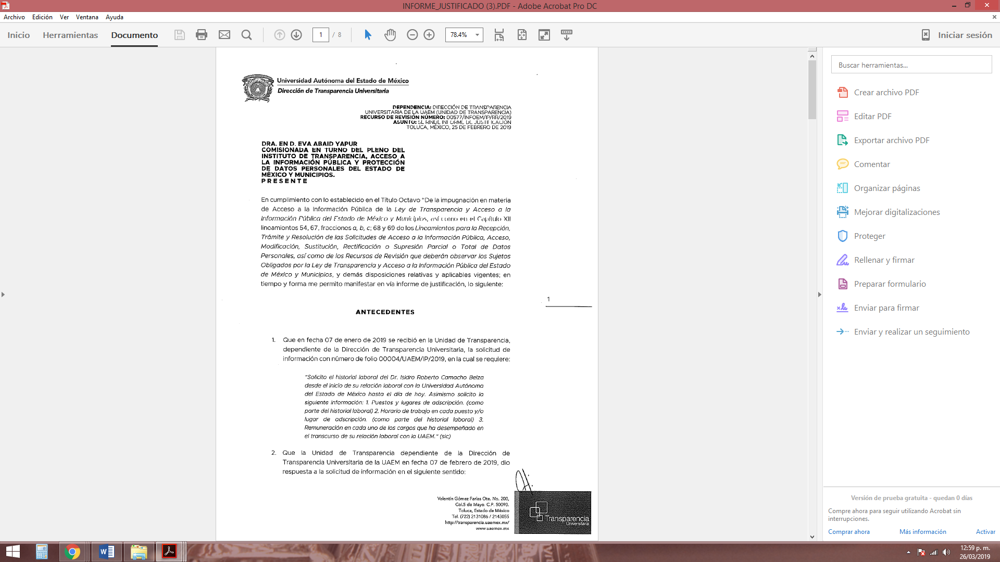 INFORME_JUSTIFICADO (3).PDF - Adobe Acrobat Pro DC
Archivo Edición Ver Ventana Ayuda
Inicio Herramientas Documento 1 / 8 78.4% Iniciar sesión
Universidad Autónoma del Estado de México
Dirección de Transparencia Universitaria
DEPENDENCIA: DIRECCIÓN DE TRANSPARENCIA
UNIVERSITARIA DE LA UAEM (UNIDAD DE TRANSPARENCIA)
RECURSO DE REVISIÓN NÚMERO: 00577/INFOEM/IP/RR/2019
ASUNTO: SE RINDE INFORME DE JUSTIFICACIÓN
TOLUCA, MÉXICO, 25 DE FEBRERO DE 2019
DRA. EN D. EVA ABAID YAPUR
COMISIONADA EN TURNO DEL PLENO DEL
INSTITUTO DE TRANSPARENCIA, ACCESO A
LA INFORMACIÓN PÚBLICA Y PROTECCIÓN
DE DATOS PERSONALES DEL ESTADO DE
MÉXICO Y MUNICIPIOS.
P R E S E N T E
En cumplimiento con lo establecido en el Título Octavo “De la impugnación en materia
de Acceso a la Información Pública de la Ley de Transparencia y Acceso a la
Información Pública del Estado de México y Municipios, así como en el Capítulo XII
lineamientos 54, 67, fracciones a, b, c; 68 y 69 de los Lineamientos para la Recepción,
Trámite y Resolución de las Solicitudes de Acceso a la Información Pública, Acceso,
Modificación, Sustitución, Rectificación o Supresión Parcial o Total de Datos
Personales, así como de los Recursos de Revisión que deberán observar los Sujetos
Obligados por la Ley de Transparencia y Acceso a la Información Pública del Estado
de México y Municipios, y demás disposiciones relativas y aplicables vigentes; en
tiempo y forma me permito manifestar en vía informe de justificación, lo siguiente:
1
ANTECEDENTES
1. Que en fecha 07 de enero de 2019 se recibió en la Unidad de Transparencia,
dependiente de la Dirección de Transparencia Universitaria, la solicitud de
información con número de folio 00004/UAEM/IP/2019, en la cual se requiere:
“Solicito el historial laboral del Dr. Isidro Roberto Camacho Beiza
desde el inicio de su relación laboral con la Universidad Autónoma
del Estado de México hasta el día de hoy. Asimismo solicito la
siguiente información: 1. Puestos y lugares de adscripción. (como
parte del historial laboral) 2. Horario de trabajo en cada puesto y/o
lugar de adscripción. (como parte del historial laboral) 3.
Remuneración en cada uno de los cargos que ha desempeñado en
el transcurso de su relación laboral con la UAEM.” (sic)
2. Que la Unidad de Transparencia dependiente de la Dirección de
Transparencia Universitaria de la UAEM en fecha 07 de febrero de 2019, dio
respuesta a la solicitud de información en el siguiente sentido:
Valentín Gómez Farías Ote. No. 200,
Col.5 de Mayo. C.P. 50090.
Toluca, Estado de México
Tel. (722) 2131086 / 2143055
http://transparencia.uaemex.mx/
www.uaemex.mx
Transparencia
Universitaria
Buscar herramientas...
Crear archivo PDF
Editar PDF
Exportar archivo PDF
Comentar
Organizar páginas
Mejorar digitalizaciones
Proteger
Rellenar y firmar
Preparar formulario
Enviar para firmar
Enviar y realizar un seguimiento
Versión de prueba gratuita - quedan 0 días
Compre ahora para seguir utilizando Acrobat sin
interrupciones.
Comprar ahora Más información Activar
12:59 p. m.
26/03/2019